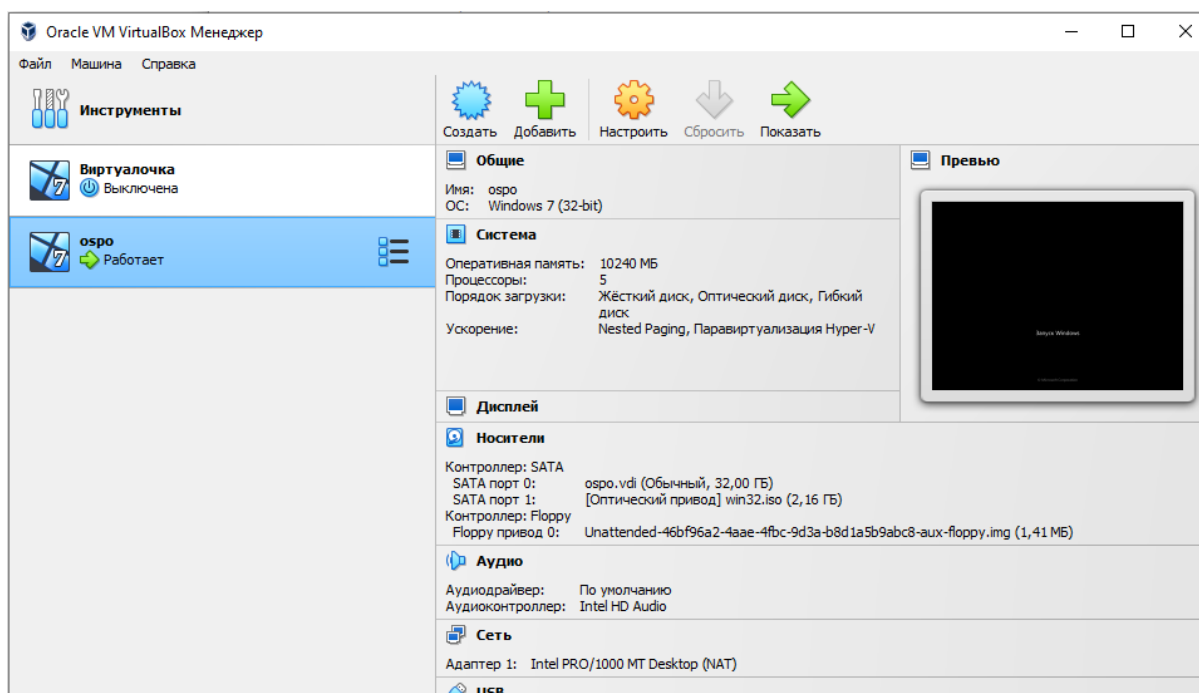 Oracle VM VirtualBox Менеджер
Файл Машина Справка
Инструменты
Создать Добавить Настроить Сбросить Показать
Виртуалочка
Выключена
ospo
Работает
Общие
Имя: ospo
ОС: Windows 7 (32-bit)
Система
Оперативная память: 10240 МБ
Процессоры: 5
Порядок загрузки: Жёсткий диск, Оптический диск, Гибкий
диск
Ускорение: Nested Paging, Паравиртуализация Hyper-V
Превью
Запуск Windows
Дисплей
Носители
Контроллер: SATA
SATA порт 0: ospo.vdi (Обычный, 32,00 ГБ)
SATA порт 1: [Оптический привод] win32.iso (2,16 ГБ)
Контроллер: Floppy
Floppy привод 0: Unattended-46bf96a2-4aae-4fbc-9d3a-b8d1a5b9abc8-aux-floppy.img (1,41 МБ)
Аудио
Аудиодрайвер: По умолчанию
Аудиоконтроллер: Intel HD Audio
Сеть
Адаптер 1: Intel PRO/1000 MT Desktop (NAT)
USB